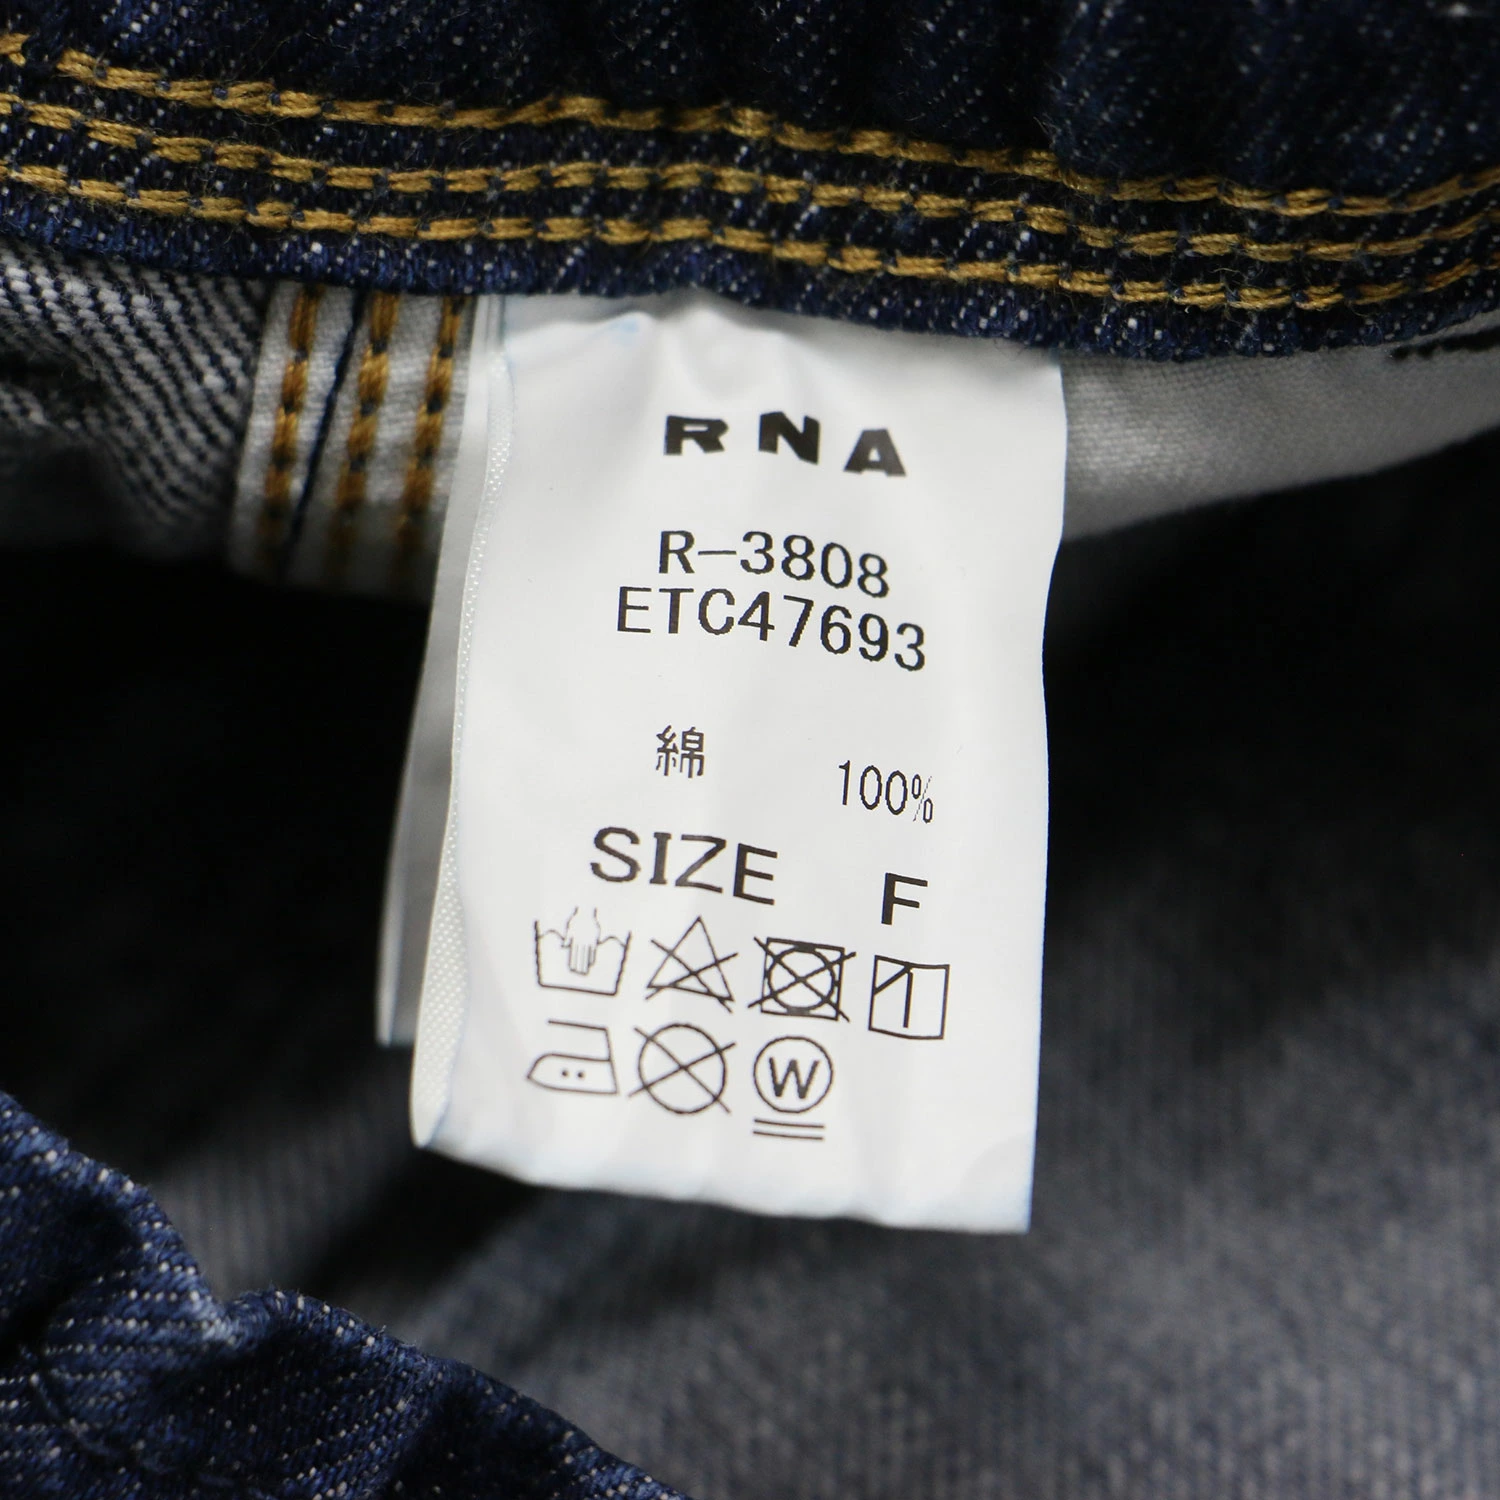 RNA
R-3808
ETC47693
綿 100%
SIZE F
W